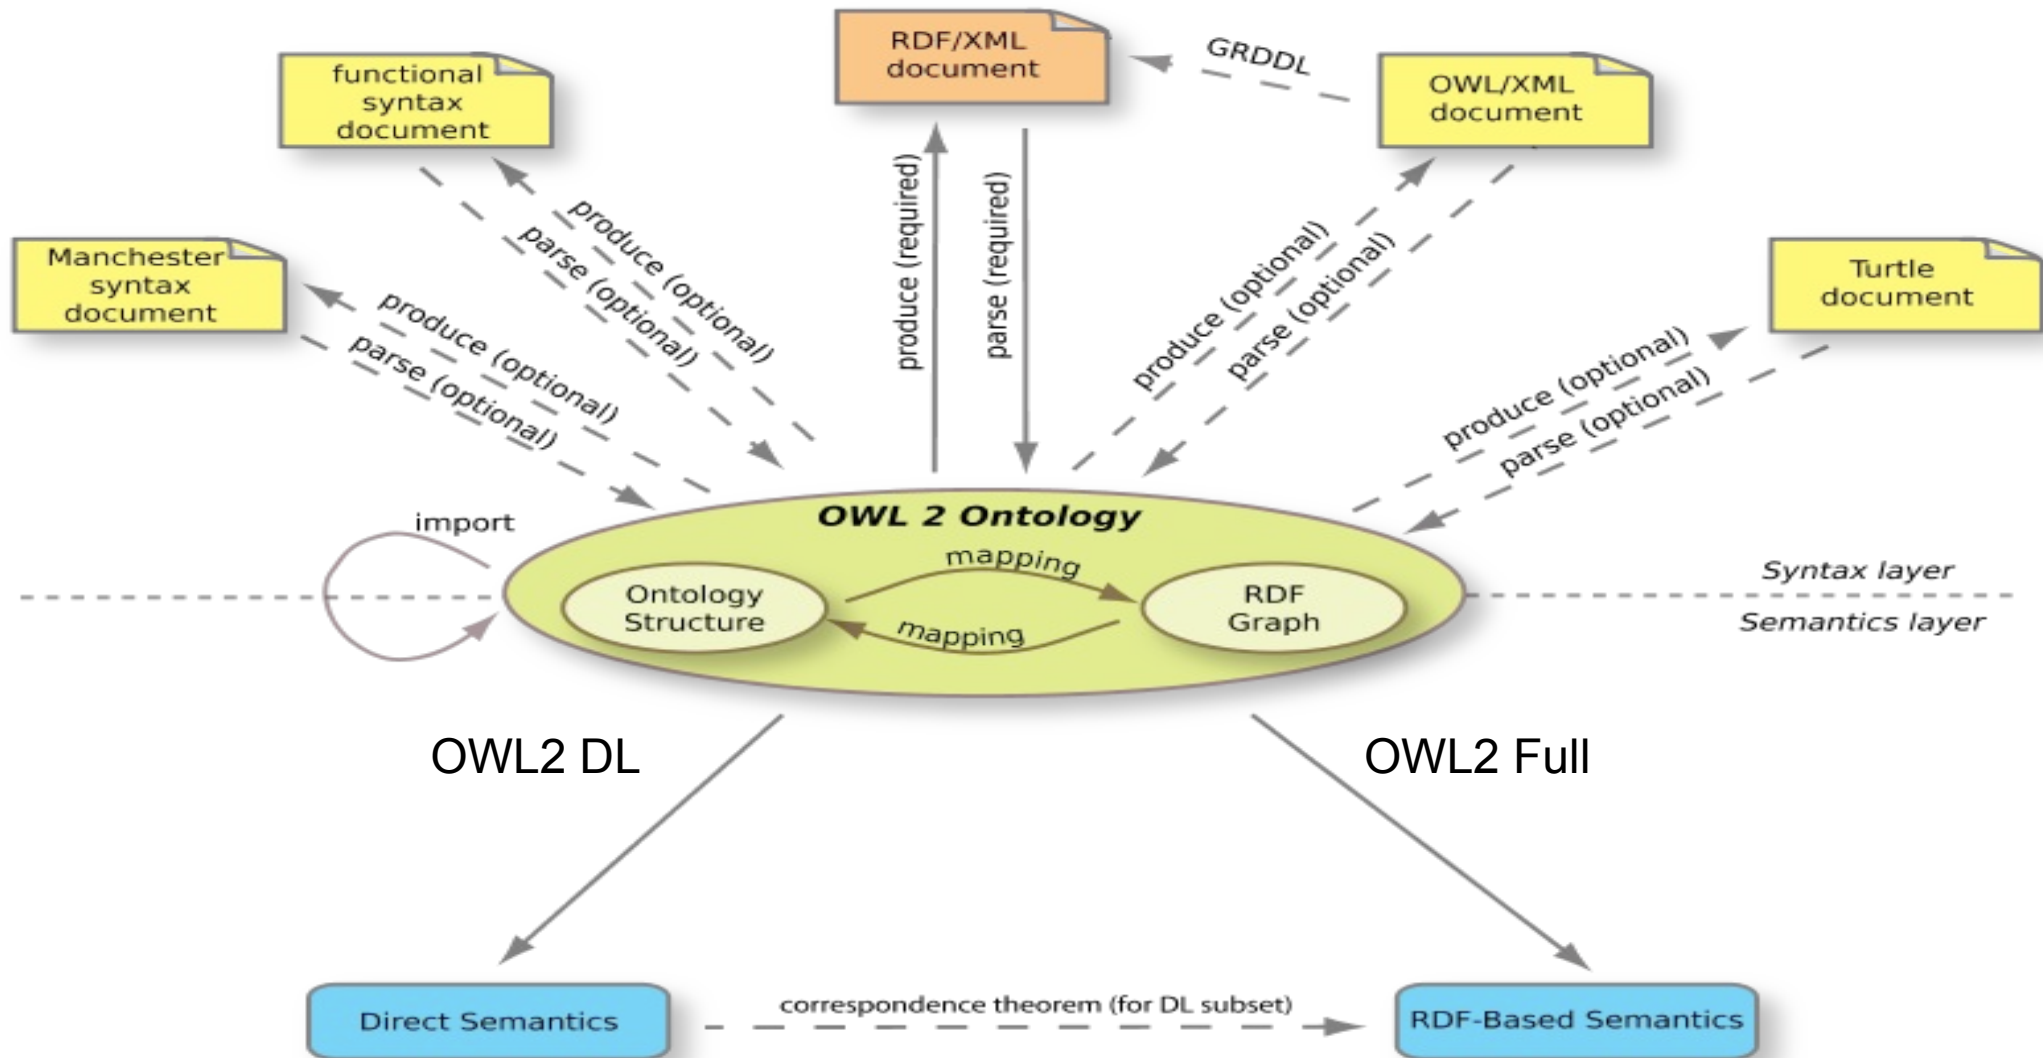 RDF/XML
document
GRDDL
functional
syntax
document
OWL/XML
document
Manchester
syntax
document
Turtle
document
produce (optional)
parse (optional)
produce (optional)
parse (optional)
produce (required)
parse (required)
produce (optional)
parse (optional)
produce (optional)
parse (optional)
import
OWL 2 Ontology
mapping
Ontology
Structure
RDF
Graph
mapping
Syntax layer
Semantics layer
OWL2 DL
OWL2 Full
Direct Semantics
correspondence theorem (for DL subset)
RDF-Based Semantics